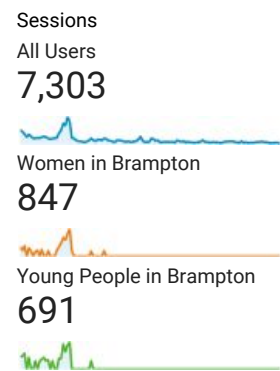 Sessions
All Users
7,303
Women in Brampton
847
Young People in Brampton
691